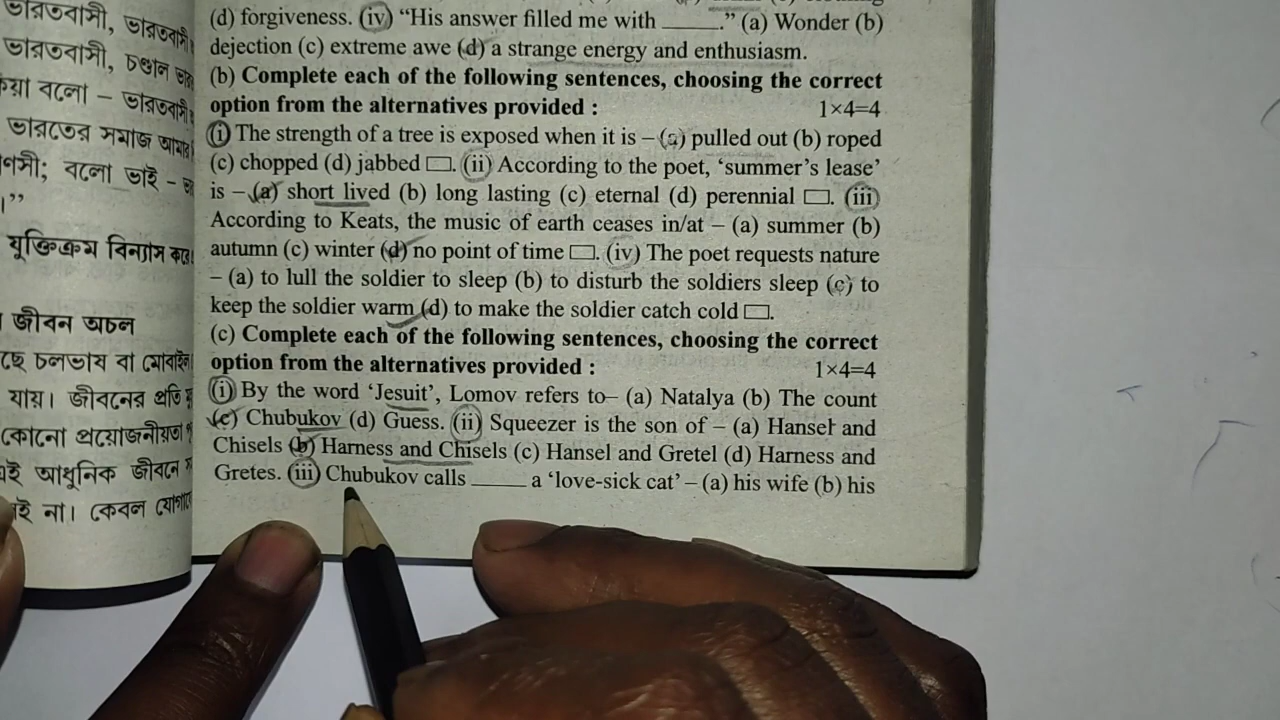 ভারতবাসী, ভারতবাসী
ভারতবাসী, চণ্ডাল
বলো – ভারতবাসী
ভারতের সমাজ আমার
বলো ভাই –
।”
যুক্তিক্রম বিন্যাস করো
জীবন অচল
চলভাষ বা মোবাইল
যায়। জীবনের প্রতি
কোনো প্রয়োজনীয়তা
এই আধুনিক জীবনে
নাই না। কেবল
(d) forgiveness. (iv) “His answer filled me with _____.” (a) Wonder (b)
dejection (c) extreme awe (d) a strange energy and enthusiasm.
(b) Complete each of the following sentences, choosing the correct
option from the alternatives provided : 1×4=4
(i) The strength of a tree is exposed when it is – (a) pulled out (b) roped
(c) chopped (d) jabbed □. (ii) According to the poet, ‘summer’s lease’
is – (a) short lived (b) long lasting (c) eternal (d) perennial □. (iii)
According to Keats, the music of earth ceases in/at – (a) summer (b)
autumn (c) winter (d) no point of time □. (iv) The poet requests nature
– (a) to lull the soldier to sleep (b) to disturb the soldiers sleep (c) to
keep the soldier warm (d) to make the soldier catch cold □.
(c) Complete each of the following sentences, choosing the correct
option from the alternatives provided : 1×4=4
(i) By the word ‘Jesuit’, Lomov refers to– (a) Natalya (b) The count
(c) Chubukov (d) Guess. (ii) Squeezer is the son of – (a) Hansel and
Chisels (b) Harness and Chisels (c) Hansel and Gretel (d) Harness and
Gretes. (iii) Chubukov calls _____ a ‘love-sick cat’ – (a) his wife (b) his